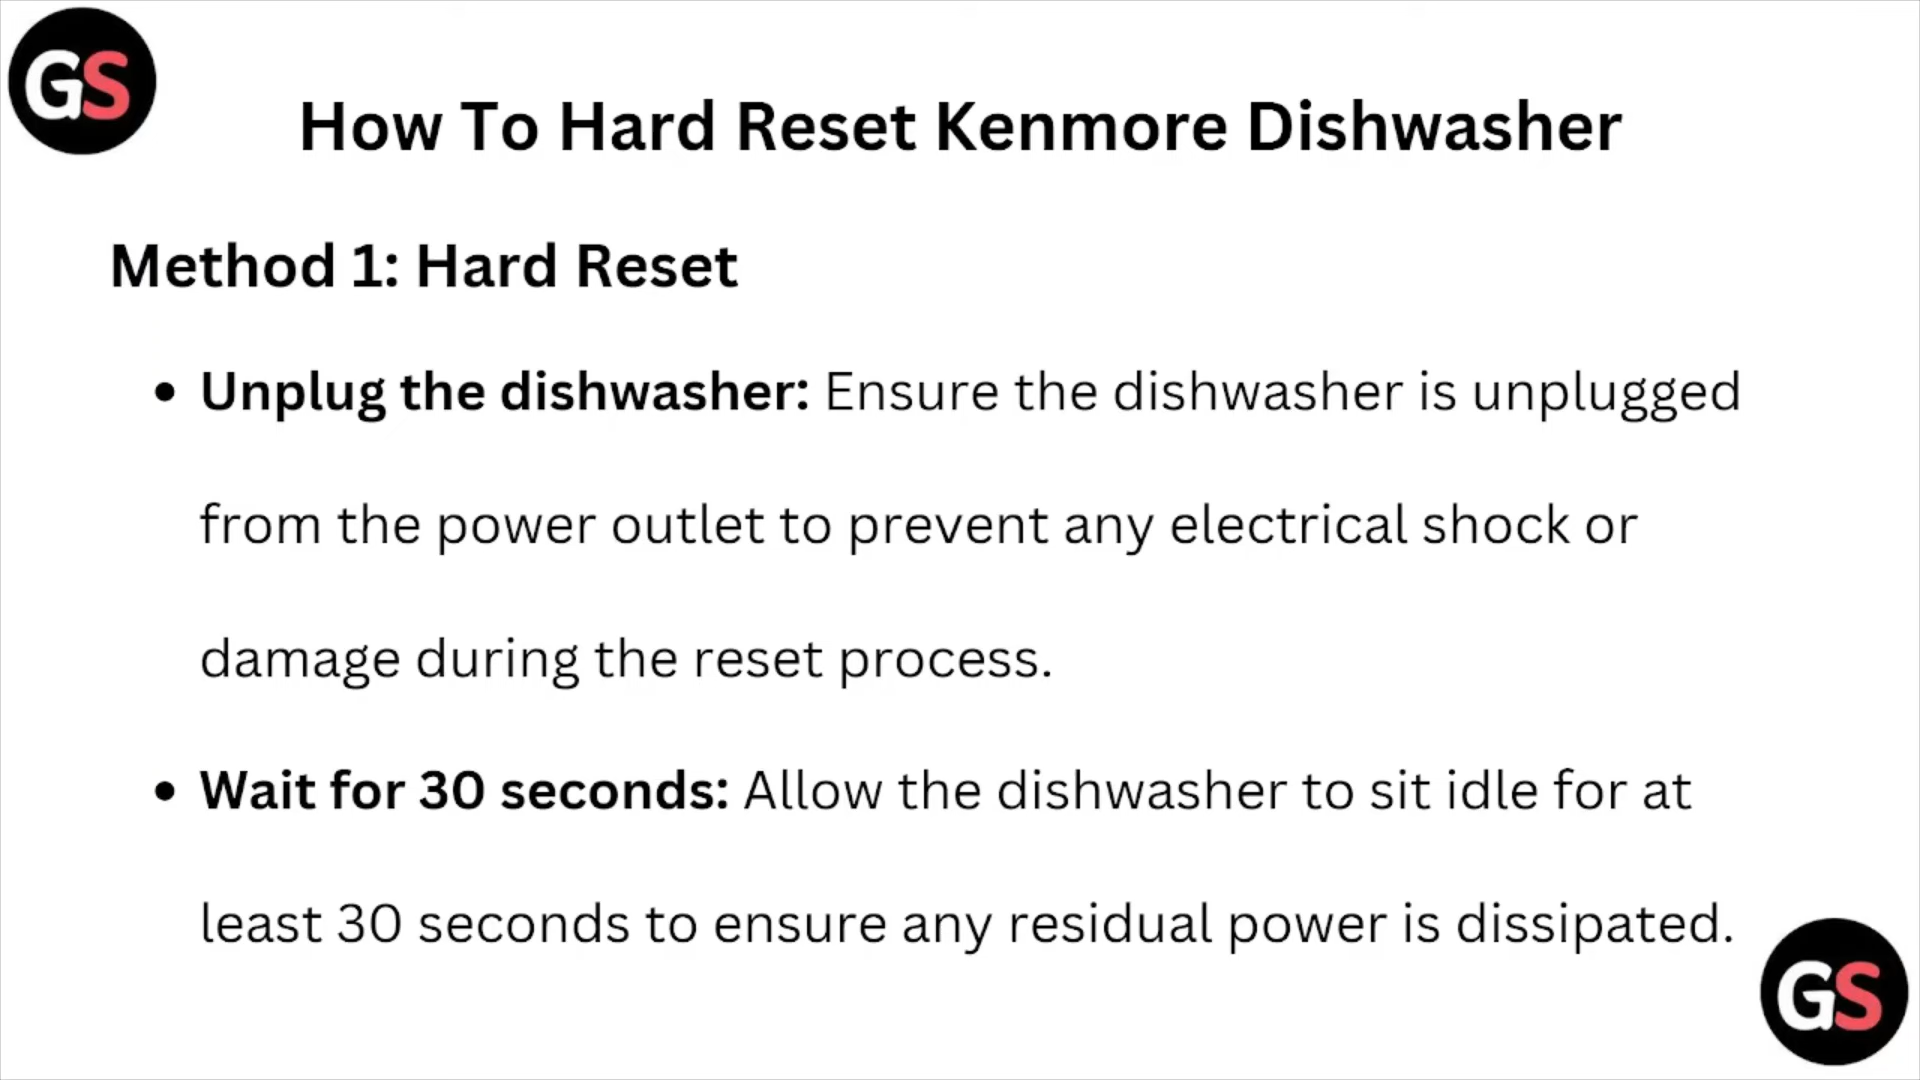 GS
How To Hard Reset Kenmore Dishwasher
Method 1: Hard Reset
• Unplug the dishwasher: Ensure the dishwasher is unplugged
from the power outlet to prevent any electrical shock or
damage during the reset process.
• Wait for 30 seconds: Allow the dishwasher to sit idle for at
least 30 seconds to ensure any residual power is dissipated.
GS